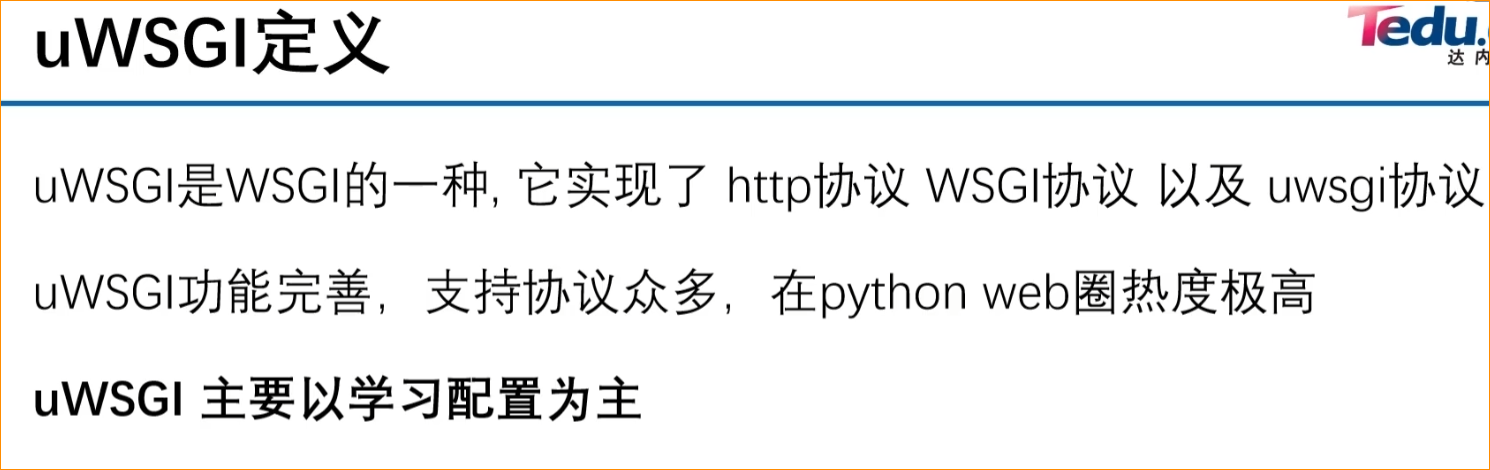 uWSGI定义
Tedu.
达内
uWSGI是WSGI的一种, 它实现了 http协议 WSGI协议 以及 uwsgi协议
uWSGI功能完善，支持协议众多，在python web圈热度极高
uWSGI 主要以学习配置为主